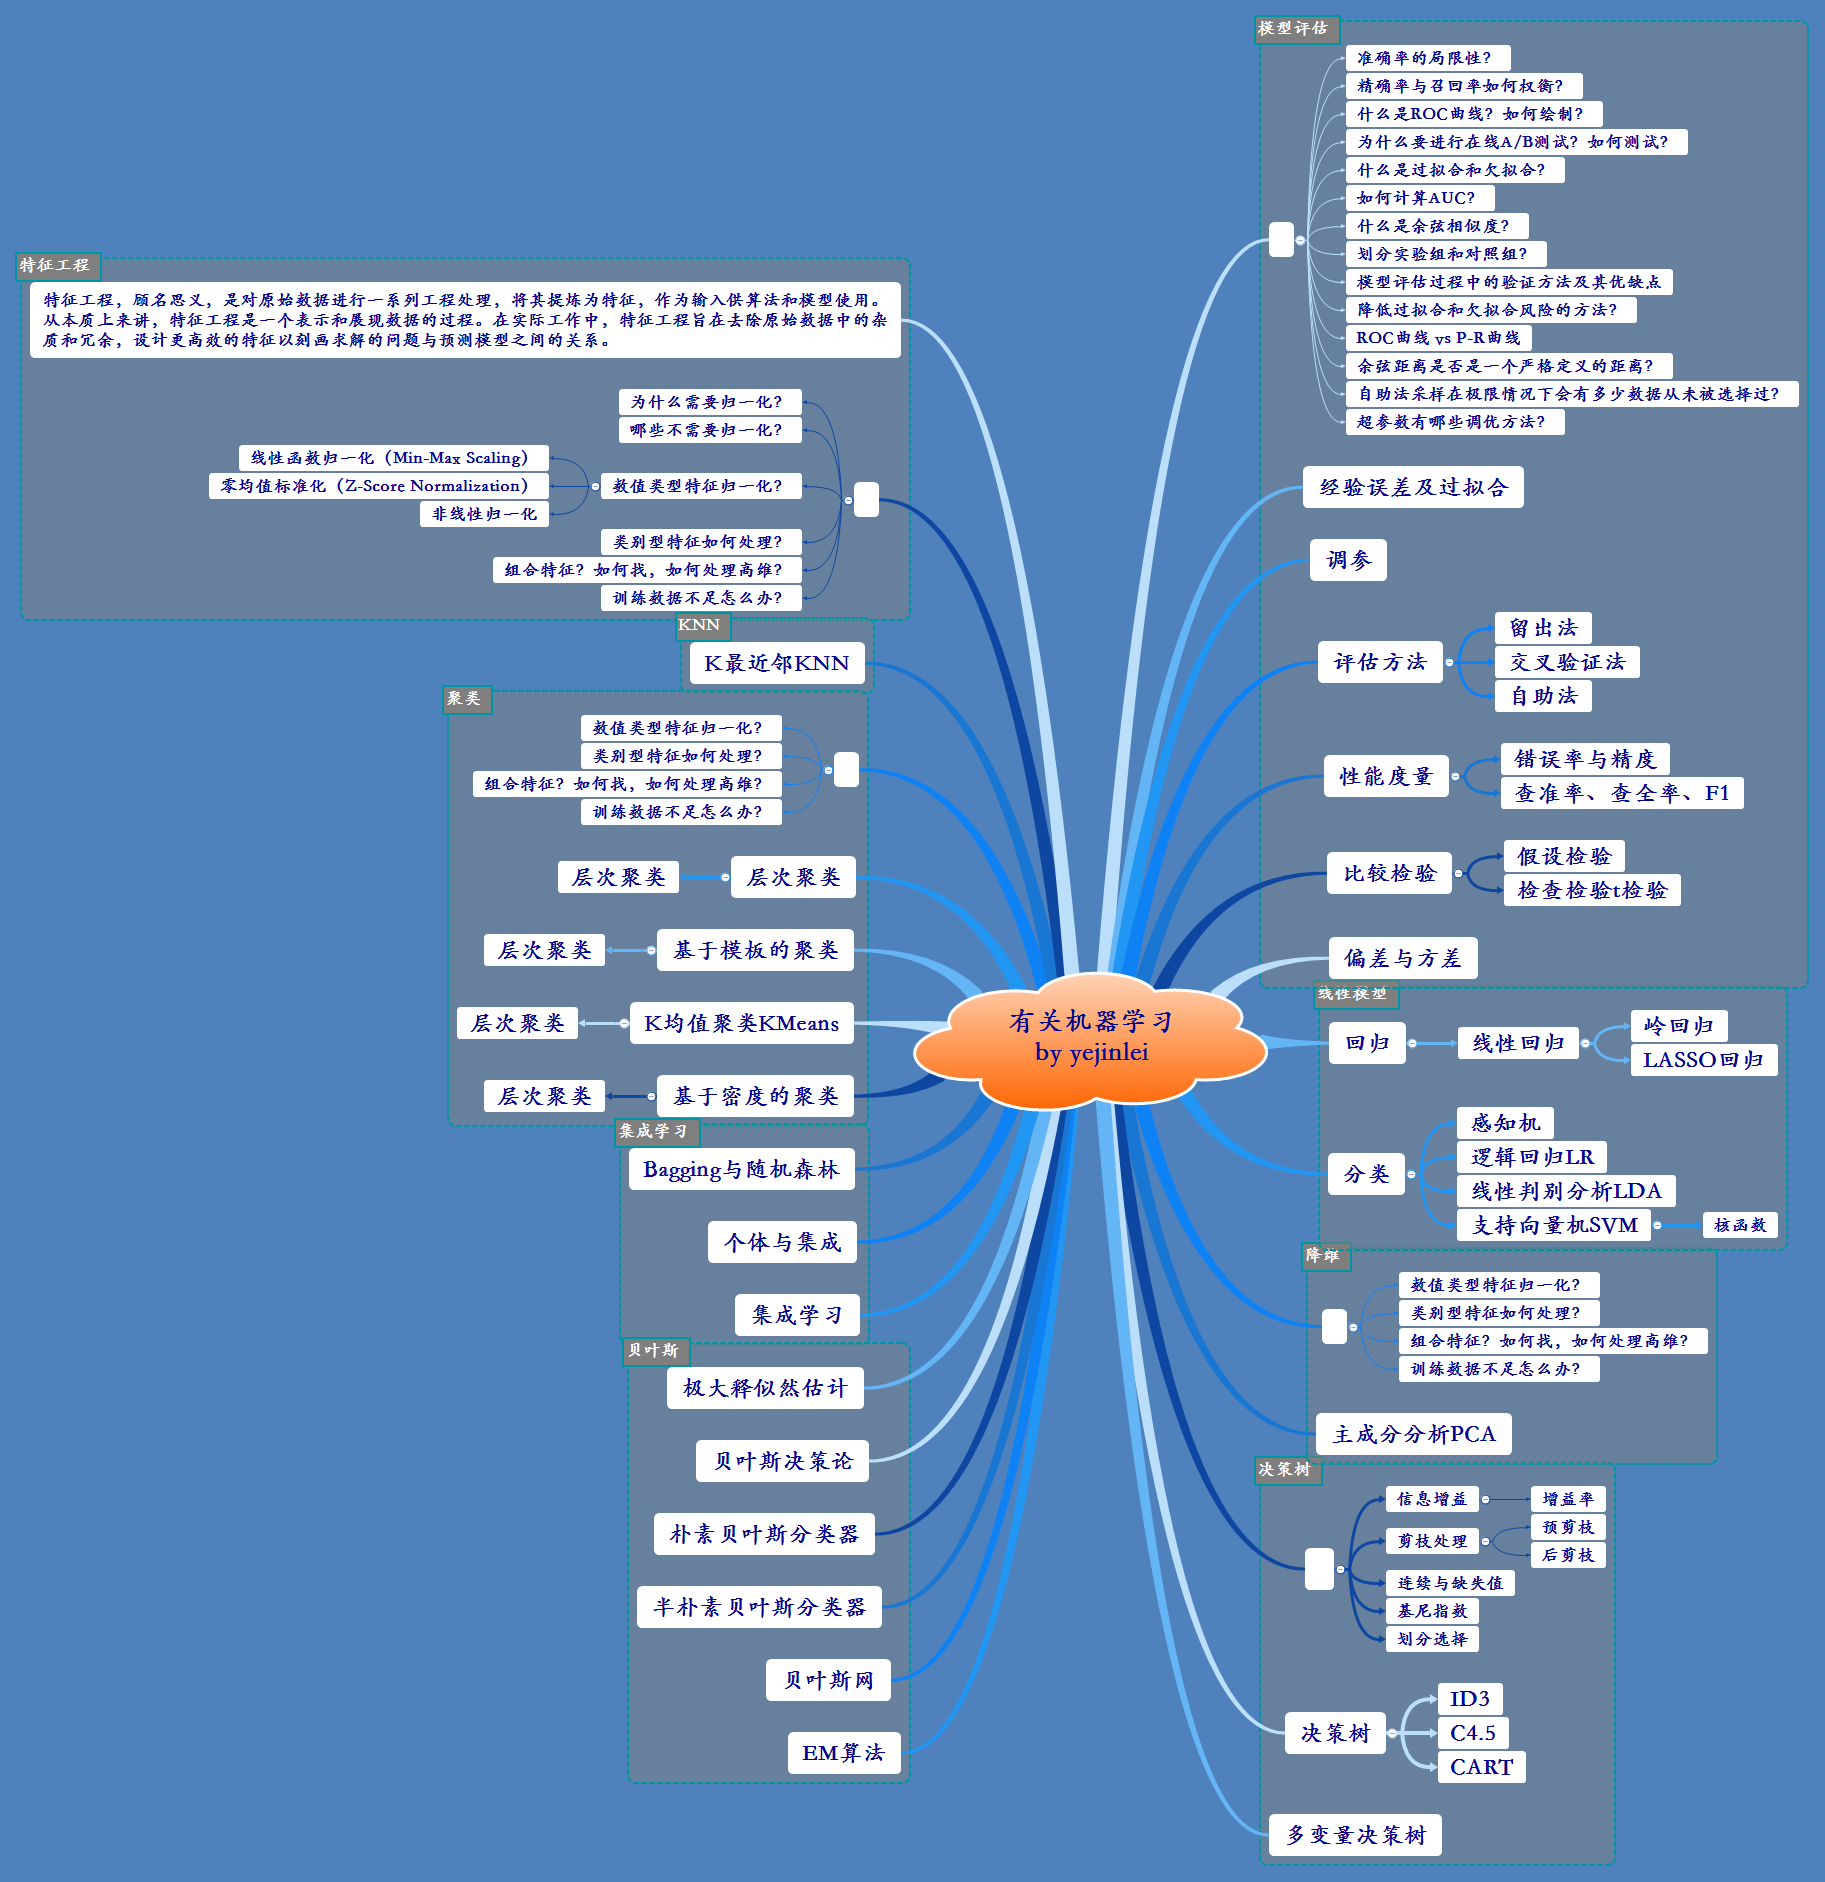 有关机器学习
by yejinlei
模型评估
准确率的局限性？
精确率与召回率如何权衡？
什么是ROC曲线？如何绘制？
为什么要进行在线A/B测试？如何测试？
什么是过拟合和欠拟合？
如何计算AUC？
什么是余弦相似度？
划分实验组和对照组？
模型评估过程中的验证方法及其优缺点
降低过拟合和欠拟合风险的方法？
ROC曲线 vs P-R曲线
余弦距离是否是一个严格定义的距离？
自助法采样在极限情况下会有多少数据从未被选择过？
超参数有哪些调优方法？
经验误差及过拟合
调参
评估方法
留出法
交叉验证法
自助法
性能度量
错误率与精度
查准率、查全率、F1
比较检验
假设检验
检查检验t检验
偏差与方差
线性模型
回归
线性回归
岭回归
LASSO回归
分类
感知机
逻辑回归LR
线性判别分析LDA
支持向量机SVM
核函数
降维
数值类型特征归一化？
类别型特征如何处理？
组合特征？如何找，如何处理高维？
训练数据不足怎么办？
主成分分析PCA
决策树
信息增益
增益率
剪枝处理
预剪枝
后剪枝
连续与缺失值
基尼指数
划分选择
决策树
ID3
C4.5
CART
多变量决策树
特征工程
特征工程，顾名思义，是对原始数据进行一系列工程处理，将其提炼为特征，作为输入供算法和模型使用。
从本质上来讲，特征工程是一个表示和展现数据的过程。在实际工作中，特征工程旨在去除原始数据中的杂
质和冗余，设计更高效的特征以刻画求解的问题与预测模型之间的关系。
为什么需要归一化？
哪些不需要归一化？
数值类型特征归一化？
线性函数归一化（Min-Max Scaling）
零均值标准化（Z-Score Normalization）
非线性归一化
类别型特征如何处理？
组合特征？如何找，如何处理高维？
训练数据不足怎么办？
KNN
K最近邻KNN
聚类
数值类型特征归一化？
类别型特征如何处理？
组合特征？如何找，如何处理高维？
训练数据不足怎么办？
层次聚类
层次聚类
基于模板的聚类
层次聚类
K均值聚类KMeans
层次聚类
基于密度的聚类
层次聚类
集成学习
Bagging与随机森林
个体与集成
集成学习
贝叶斯
极大释似然估计
贝叶斯决策论
朴素贝叶斯分类器
半朴素贝叶斯分类器
贝叶斯网
EM算法